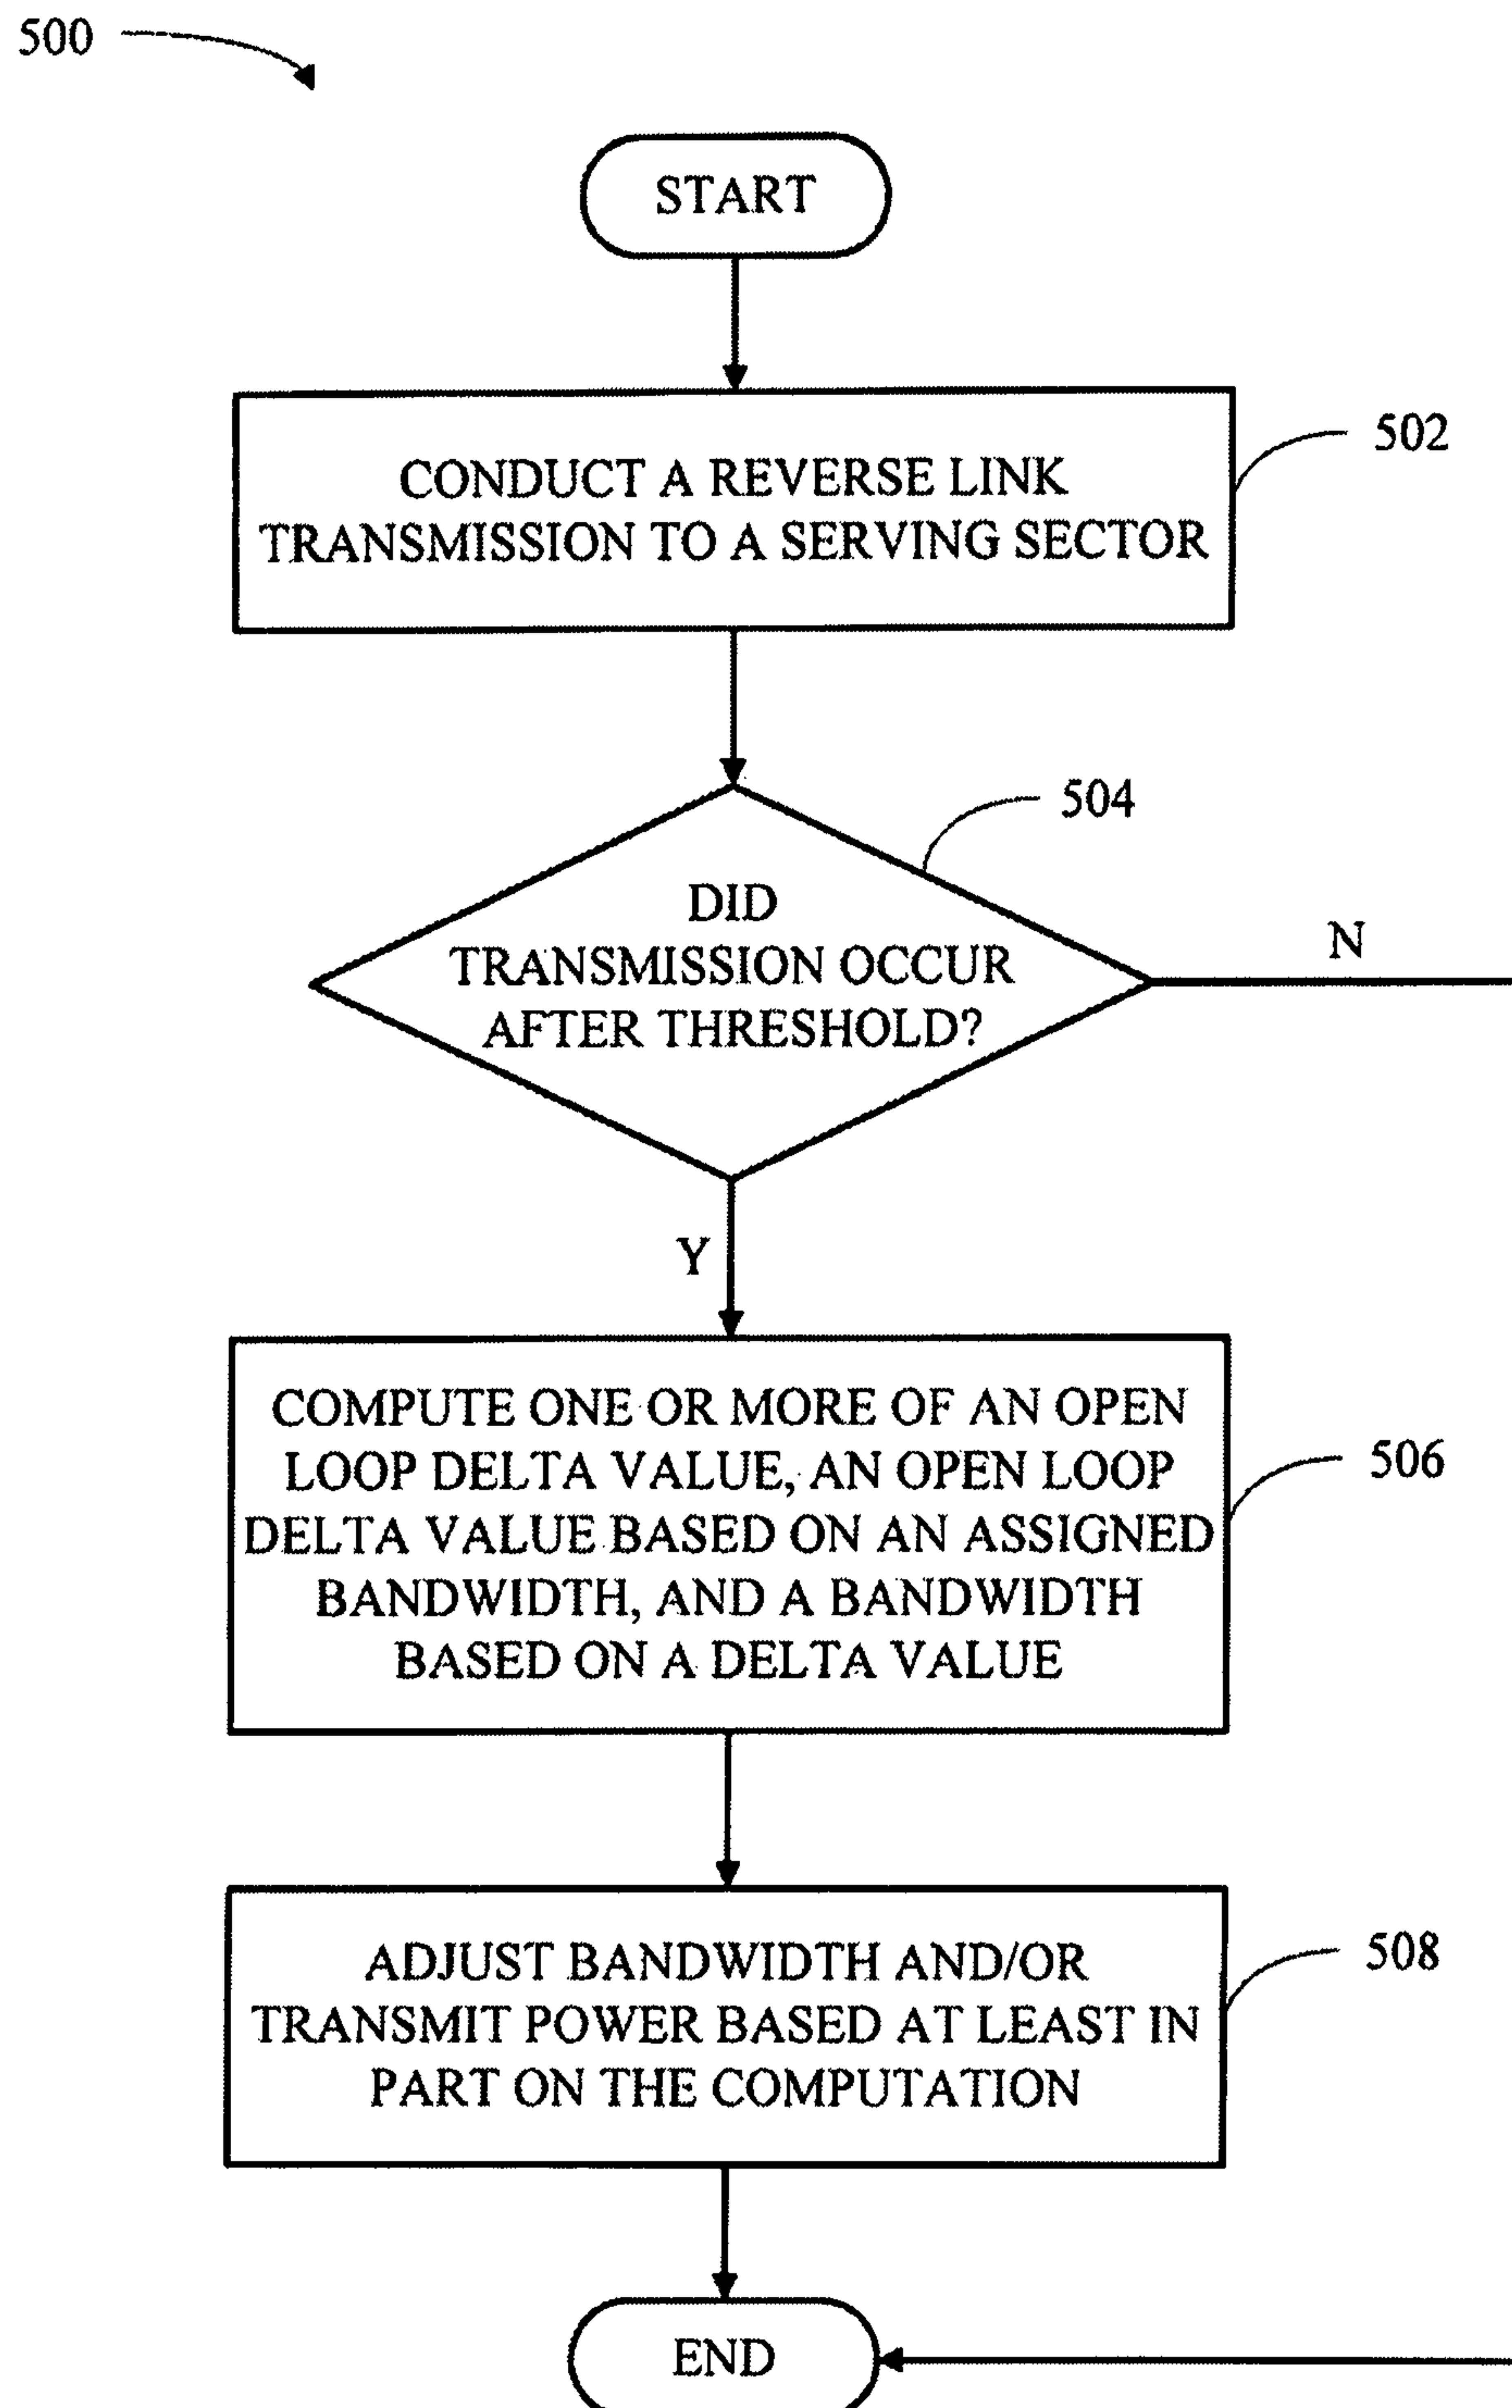 500
START
CONDUCT A REVERSE LINK
TRANSMISSION TO A SERVING SECTOR
502
504
DID
TRANSMISSION OCCUR
AFTER THRESHOLD?
N
Y
COMPUTE ONE OR MORE OF AN OPEN
LOOP DELTA VALUE, AN OPEN LOOP
DELTA VALUE BASED ON AN ASSIGNED
BANDWIDTH, AND A BANDWIDTH
BASED ON A DELTA VALUE
506
ADJUST BANDWIDTH AND/OR
TRANSMIT POWER BASED AT LEAST IN
PART ON THE COMPUTATION
508
END